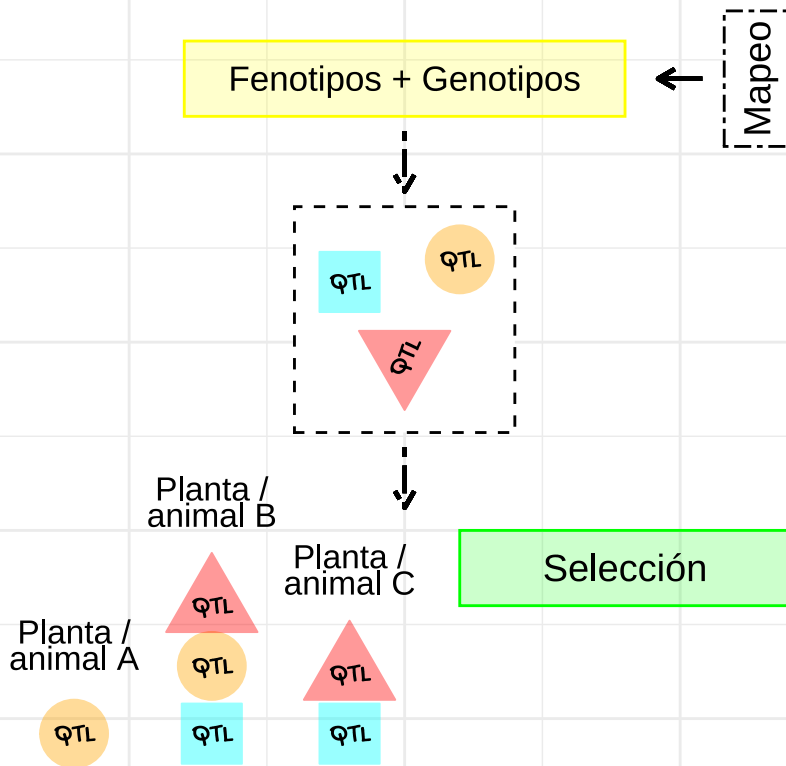 Fenotipos + Genotipos
Mapeo
QTL
QTL
QTL
Planta /
animal B
Planta /
animal C
Selección
Planta /
animal A
QTL
QTL
QTL
QTL
QTL
QTL